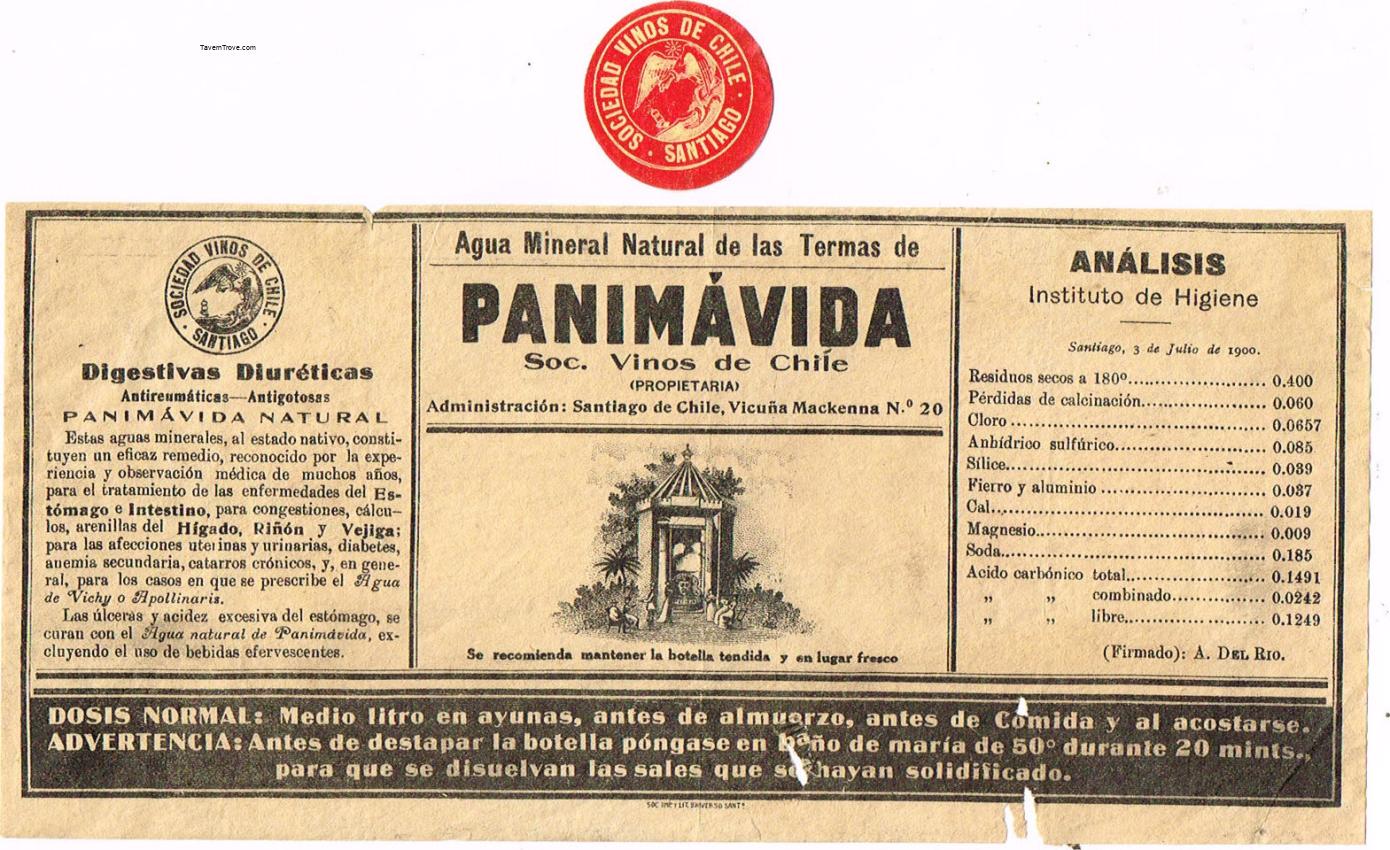 TavernTrove.com
SOCIEDAD VINOS DE CHILE · SANTIAGO ·
SOCIEDAD VINOS DE CHILE · SANTIAGO ·
Digestivas Diuréticas
Antireumáticas—Antigotosas
PANIMÁVIDA NATURAL
Estas aguas minerales, al estado nativo, consti-
tuyen un eficaz remedio, reconocido por la expe-
riencia y observación médica de muchos años,
para el tratamiento de las enfermedades del Es-
tómago e Intestino, para congestiones, cálcu-
los, arenillas del Hígado, Riñón y Vejiga;
para las afecciones uterinas y urinarias, diabetes,
anemia secundaria, catarros crónicos, y, en gene-
ral, para los casos en que se prescribe el Agua
de Vichy o Apollinaris.
Las úlceras y acidez excesiva del estómago, se
curan con el Agua natural de Panimávida, ex-
cluyendo el uso de bebidas efervescentes.
Agua Mineral Natural de las Termas de
PANIMÁVIDA
Soc. Vinos de Chile
(PROPIETARIA)
Administración: Santiago de Chile, Vicuña Mackenna N.º 20
Se recomienda mantener la botella tendida y en lugar fresco
ANÁLISIS
Instituto de Higiene
Santiago, 3 de Julio de 1900.
Residuos secos a 180º........................ 0.400
Pérdidas de calcinación...................... 0.060
Cloro ............................................. 0.0657
Anhídrico sulfúrico........................... 0.085
Sílice.............................................. 0.039
Fierro y aluminio ............................. 0.037
Cal................................................. 0.019
Magnesio......................................... 0.009
Soda............................................... 0.185
Acido carbónico total........................ 0.1491
„ „ combinado................ 0.0242
„ „ libre......................... 0.1249
(Firmado): A. DEL RIO.
DOSIS NORMAL: Medio litro en ayunas, antes de almuerzo, antes de Comida y al acostarse.
ADVERTENCIA: Antes de destapar la botella póngase en baño de maría de 50º durante 20 mints.,
para que se disuelvan las sales que se hayan solidificado.
SOC IMP Y LIT. UNIVERSO SANTº